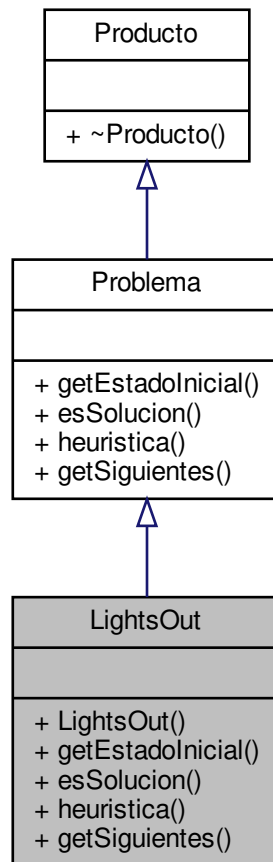 Producto
+ ~Producto()
Problema
+ getEstadoInicial()
+ esSolucion()
+ heuristica()
+ getSiguientes()
LightsOut
+ LightsOut()
+ getEstadoInicial()
+ esSolucion()
+ heuristica()
+ getSiguientes()